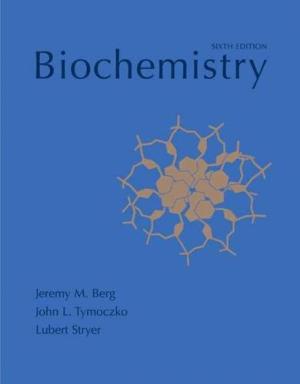 SIXTH EDITION
Biochemistry
Jeremy M. Berg
John L. Tymoczko
Lubert Stryer